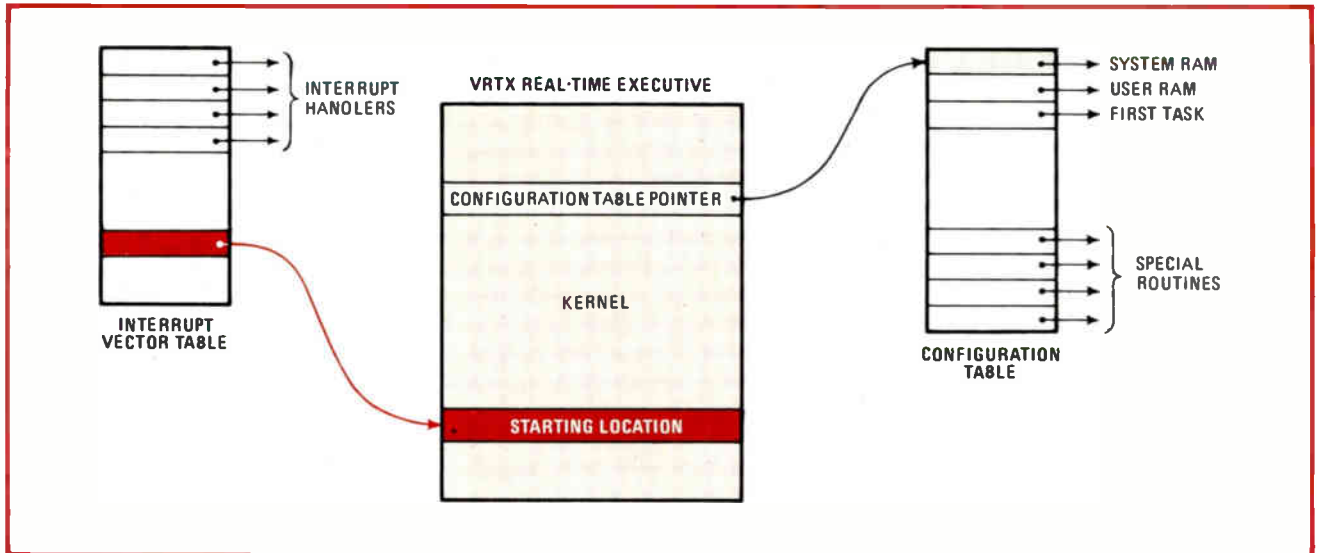 INTERRUPT
HANDLERS
INTERRUPT
VECTOR TABLE
VRTX REAL-TIME EXECUTIVE
CONFIGURATION TABLE POINTER
KERNEL
STARTING LOCATION
SYSTEM RAM
USER RAM
FIRST TASK
SPECIAL
ROUTINES
CONFIGURATION
TABLE